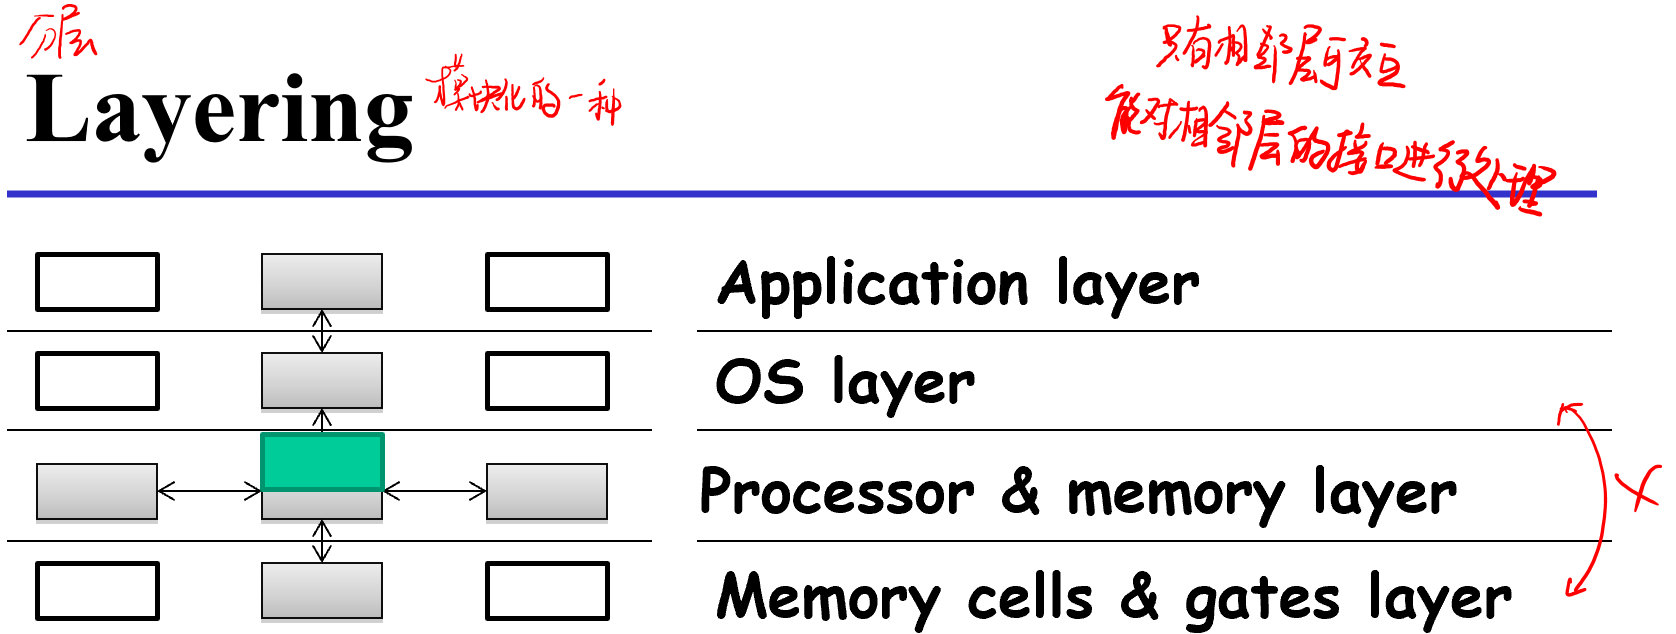 分层
Layering
模块化的一种
只有相邻层可交互
能对相邻层的接口进行处理
Application layer
OS layer
Processor & memory layer
Memory cells & gates layer